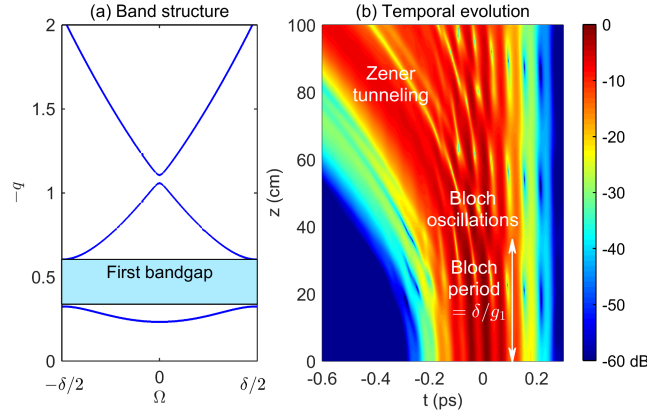 (a) Band structure
2
1.5
1
0.5
0
−q
First bandgap
−δ/2
0
δ/2
Ω
(b) Temporal evolution
100
80
60
40
20
0
z (cm)
Zener
tunneling
Bloch
oscillations
Bloch
period
= δ/g₁
-0.6
-0.4
-0.2
0
0.2
t (ps)
0
-10
-20
-30
-40
-50
-60 dB